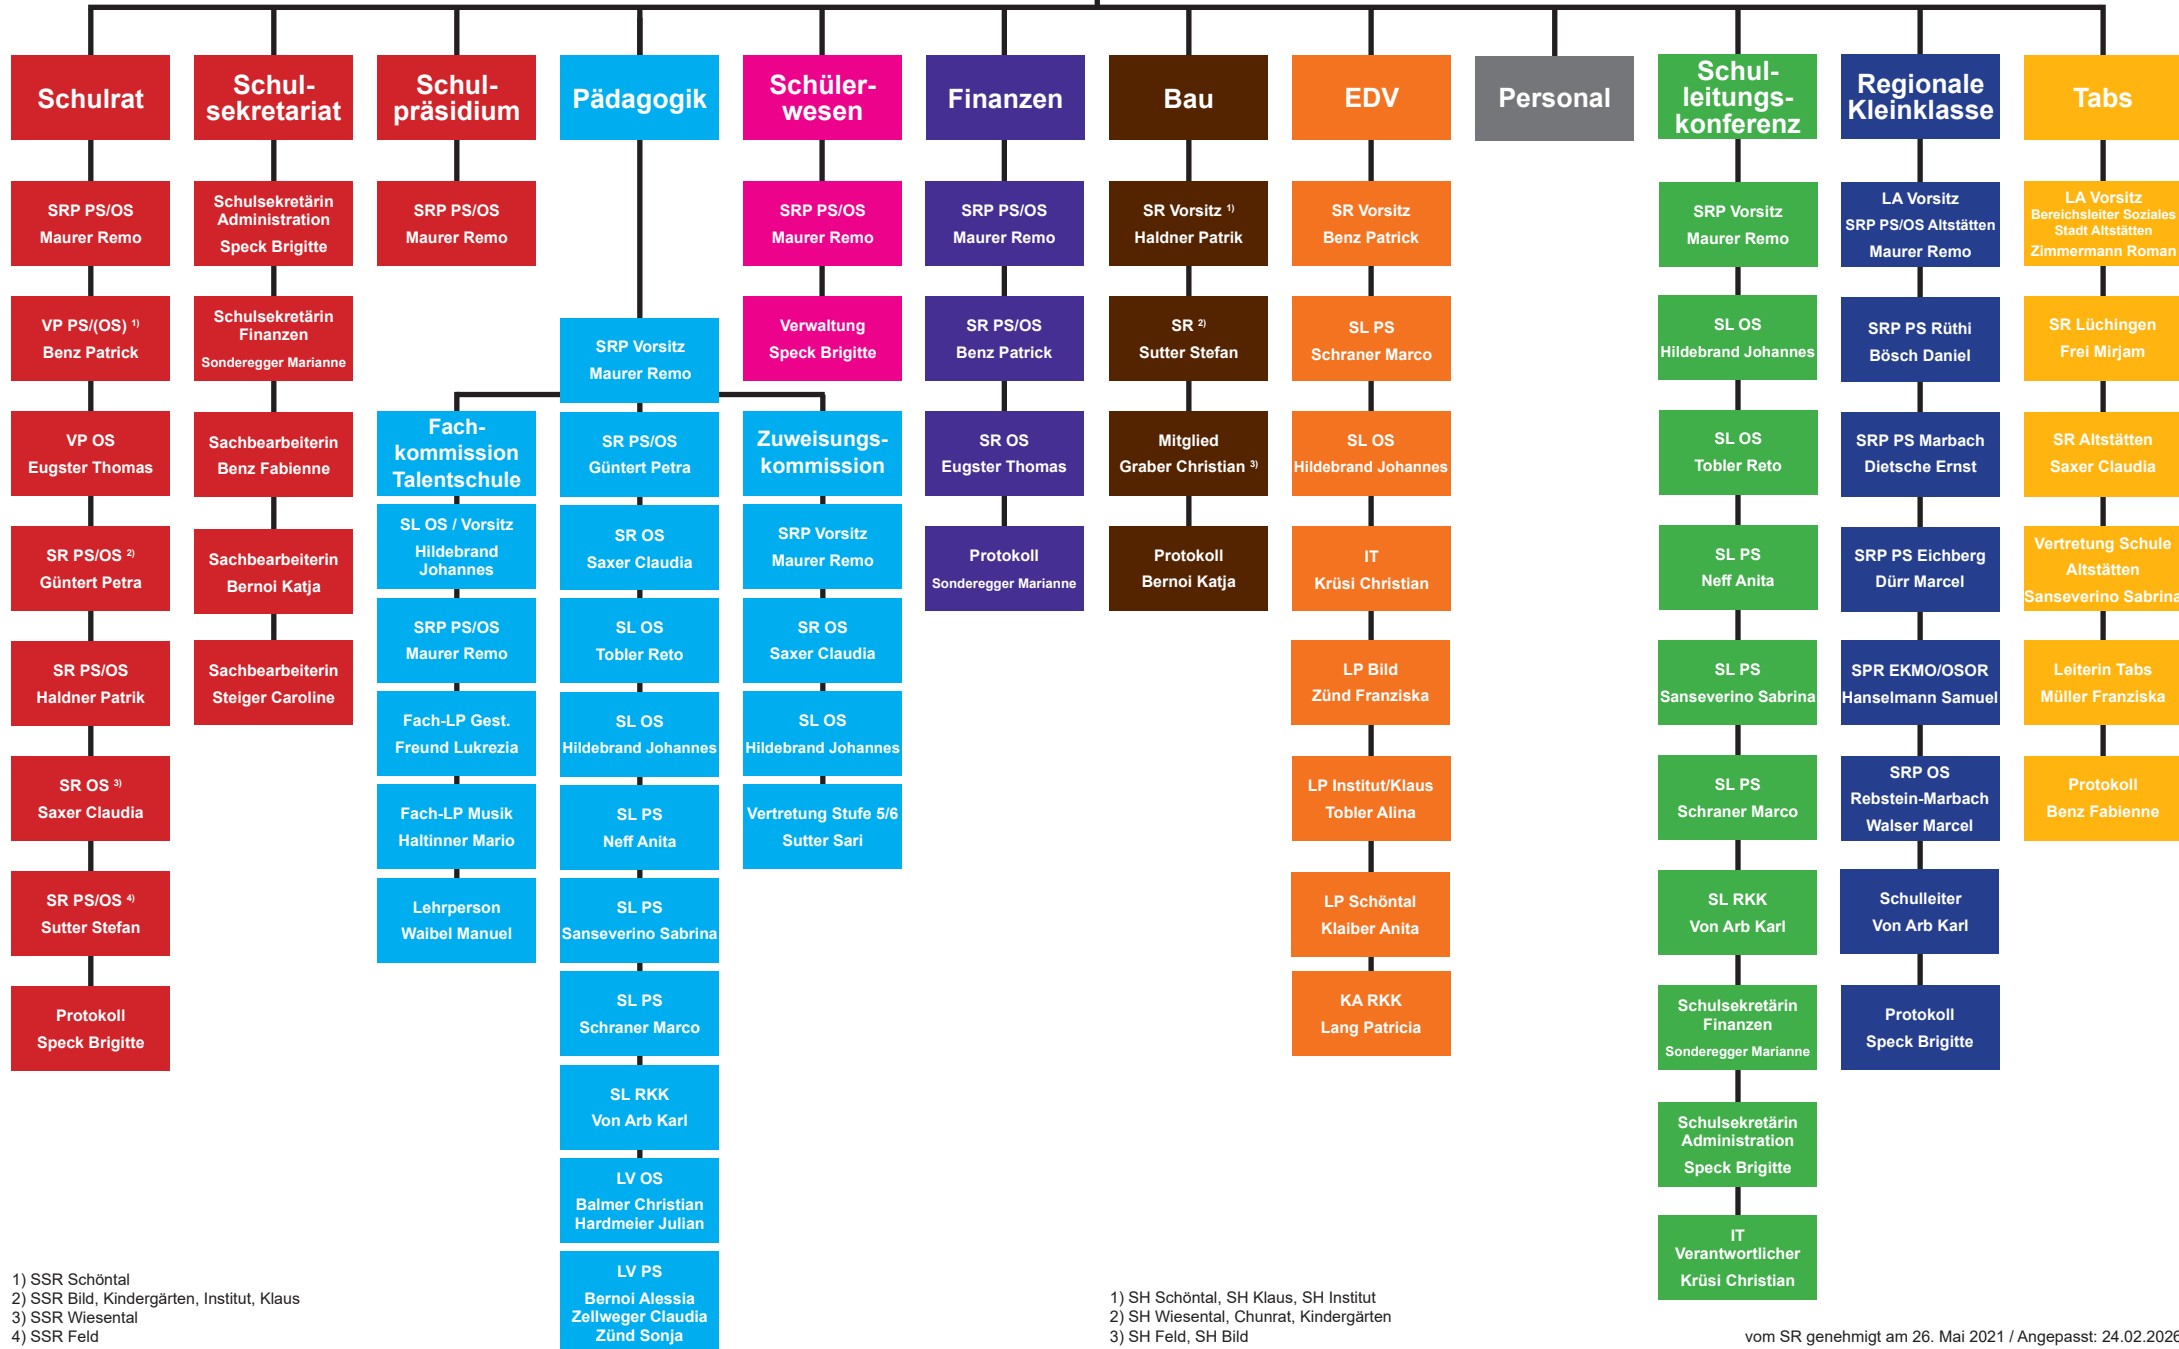 Schulrat
SRP PS/OS
Maurer Remo
VP PS/(OS) 1)
Benz Patrick
VP OS
Eugster Thomas
SR PS/OS 2)
Güntert Petra
SR PS/OS
Haldner Patrik
SR OS 3)
Saxer Claudia
SR PS/OS 4)
Sutter Stefan
Protokoll
Speck Brigitte
Schul-
sekretariat
Schulsekretärin
Administration
Speck Brigitte
Schulsekretärin
Finanzen
Sonderegger Marianne
Sachbearbeiterin
Benz Fabienne
Sachbearbeiterin
Bernoi Katja
Sachbearbeiterin
Steiger Caroline
Schul-
präsidium
SRP PS/OS
Maurer Remo
Pädagogik
SRP Vorsitz
Maurer Remo
Fach-
kommission
Talentschule
SL OS / Vorsitz
Hildebrand
Johannes
SRP PS/OS
Maurer Remo
Fach-LP Gest.
Freund Lukrezia
Fach-LP Musik
Haltinner Mario
Lehrperson
Waibel Manuel
SR PS/OS
Güntert Petra
SR OS
Saxer Claudia
SL OS
Tobler Reto
SL OS
Hildebrand Johannes
SL PS
Neff Anita
SL PS
Sanseverino Sabrina
SL PS
Schraner Marco
SL RKK
Von Arb Karl
LV OS
Balmer Christian
Hardmeier Julian
LV PS
Bernoi Alessia
Zellweger Claudia
Zünd Sonja
Zuweisungs-
kommission
SRP Vorsitz
Maurer Remo
SR OS
Saxer Claudia
SL OS
Hildebrand Johannes
Vertretung Stufe 5/6
Sutter Sari
Schüler-
wesen
SRP PS/OS
Maurer Remo
Verwaltung
Speck Brigitte
Finanzen
SRP PS/OS
Maurer Remo
SR PS/OS
Benz Patrick
SR OS
Eugster Thomas
Protokoll
Sonderegger Marianne
Bau
SR Vorsitz 1)
Haldner Patrik
SR 2)
Sutter Stefan
Mitglied
Graber Christian 3)
Protokoll
Bernoi Katja
EDV
SR Vorsitz
Benz Patrick
SL PS
Schraner Marco
SL OS
Hildebrand Johannes
IT
Krüsi Christian
LP Bild
Zünd Franziska
LP Institut/Klaus
Tobler Alina
LP Schöntal
Klaiber Anita
KA RKK
Lang Patricia
Personal
Schul-
leitungs-
konferenz
SRP Vorsitz
Maurer Remo
SL OS
Hildebrand Johannes
SL OS
Tobler Reto
SL PS
Neff Anita
SL PS
Sanseverino Sabrina
SL PS
Schraner Marco
SL RKK
Von Arb Karl
Schulsekretärin
Finanzen
Sonderegger Marianne
Schulsekretärin
Administration
Speck Brigitte
IT
Verantwortlicher
Krüsi Christian
Regionale
Kleinklasse
LA Vorsitz
SRP PS/OS Altstätten
Maurer Remo
SRP PS Rüthi
Bösch Daniel
SRP PS Marbach
Dietsche Ernst
SRP PS Eichberg
Dürr Marcel
SPR EKMO/OSOR
Hanselmann Samuel
SRP OS
Rebstein-Marbach
Walser Marcel
Schulleiter
Von Arb Karl
Protokoll
Speck Brigitte
Tabs
LA Vorsitz
Bereichsleiter Soziales
Stadt Altstätten
Zimmermann Roman
SR Lüchingen
Frei Mirjam
SR Altstätten
Saxer Claudia
Vertretung Schule
Altstätten
Sanseverino Sabrina
Leiterin Tabs
Müller Franziska
Protokoll
Benz Fabienne
1) SSR Schöntal
2) SSR Bild, Kindergärten, Institut, Klaus
3) SSR Wiesental
4) SSR Feld
1) SH Schöntal, SH Klaus, SH Institut
2) SH Wiesental, Chunrat, Kindergärten
3) SH Feld, SH Bild
vom SR genehmigt am 26. Mai 2021 / Angepasst: 24.02.2026